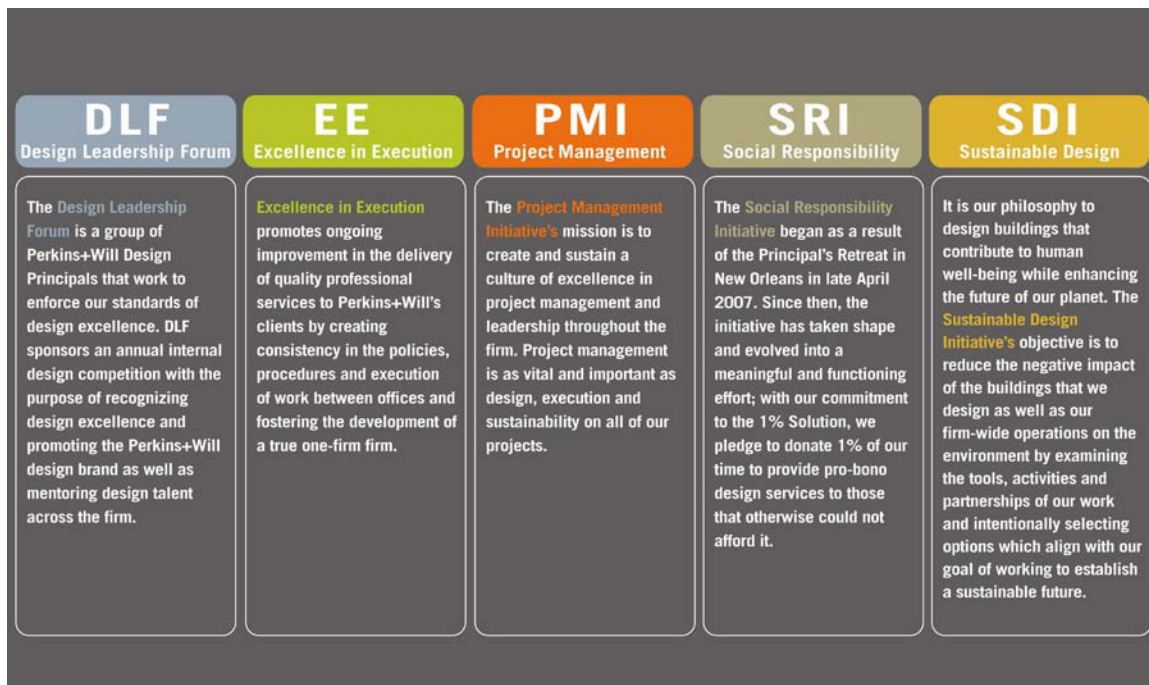 DLF
Design Leadership Forum
The Design Leadership
Forum is a group of
Perkins+Will Design
Principals that work to
enforce our standards of
design excellence. DLF
sponsors an annual internal
design competition with the
purpose of recognizing
design excellence and
promoting the Perkins+Will
design brand as well as
mentoring design talent
across the firm.
EE
Excellence in Execution
Excellence in Execution
promotes ongoing
improvement in the delivery
of quality professional
services to Perkins+Will's
clients by creating
consistency in the policies,
procedures and execution
of work between offices and
fostering the development of
a true one-firm firm.
PMI
Project Management
The Project Management
Initiative's mission is to
create and sustain a
culture of excellence in
project management and
leadership throughout the
firm. Project management
is as vital and important as
design, execution and
sustainability on all of our
projects.
SRI
Social Responsibility
The Social Responsibility
Initiative began as a result
of the Principal's Retreat in
New Orleans in late April
2007. Since then, the
initiative has taken shape
and evolved into a
meaningful and functioning
effort; with our commitment
to the 1% Solution, we
pledge to donate 1% of our
time to provide pro-bono
design services to those
that otherwise could not
afford it.
SDI
Sustainable Design
It is our philosophy to
design buildings that
contribute to human
well-being while enhancing
the future of our planet. The
Sustainable Design
Initiative's objective is to
reduce the negative impact
of the buildings that we
design as well as our
firm-wide operations on the
environment by examining
the tools, activities and
partnerships of our work
and intentionally selecting
options which align with our
goal of working to establish
a sustainable future.